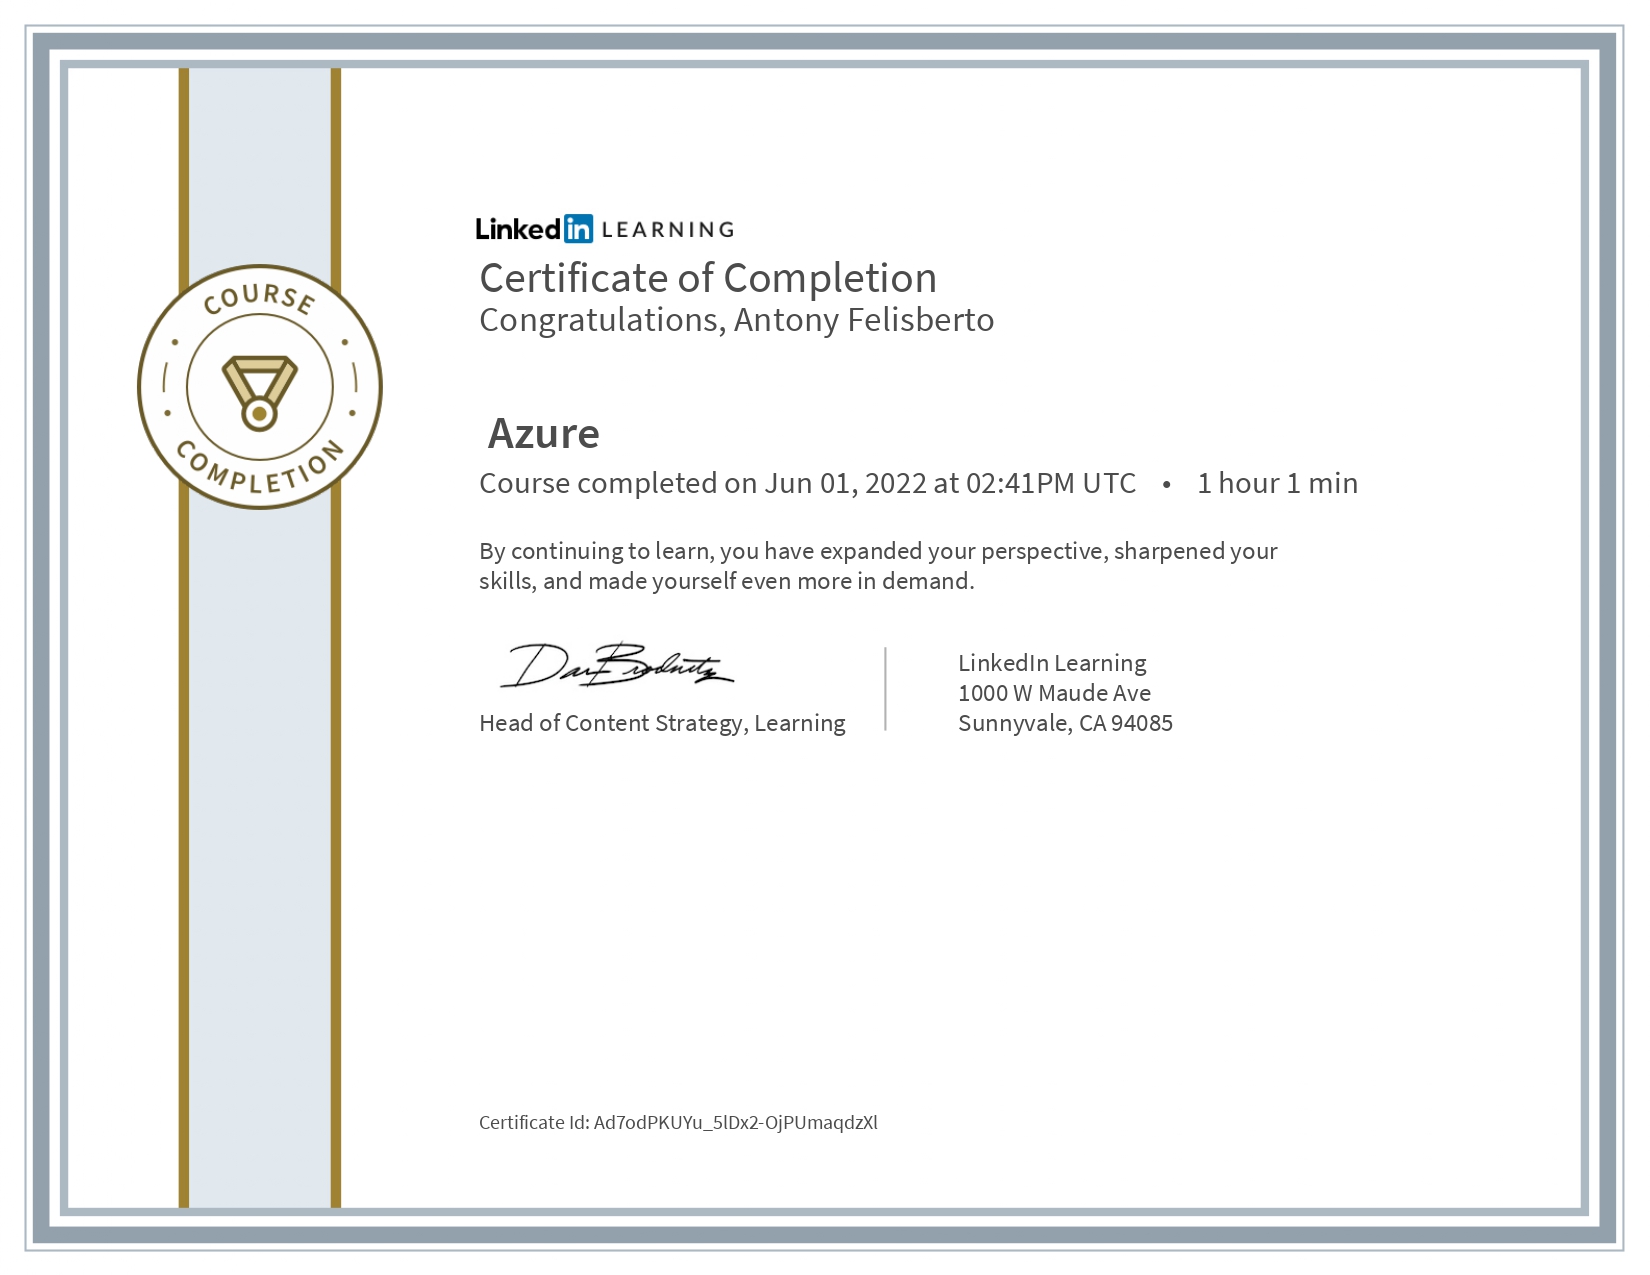 COURSE
COMPLETION
Linked in LEARNING
Certificate of Completion
Congratulations, Antony Felisberto
Azure
Course completed on Jun 01, 2022 at 02:41PM UTC • 1 hour 1 min
By continuing to learn, you have expanded your perspective, sharpened your
skills, and made yourself even more in demand.
Head of Content Strategy, Learning
LinkedIn Learning
1000 W Maude Ave
Sunnyvale, CA 94085
Certificate Id: Ad7odPKUYu_5lDx2-OjPUmaqdzXl